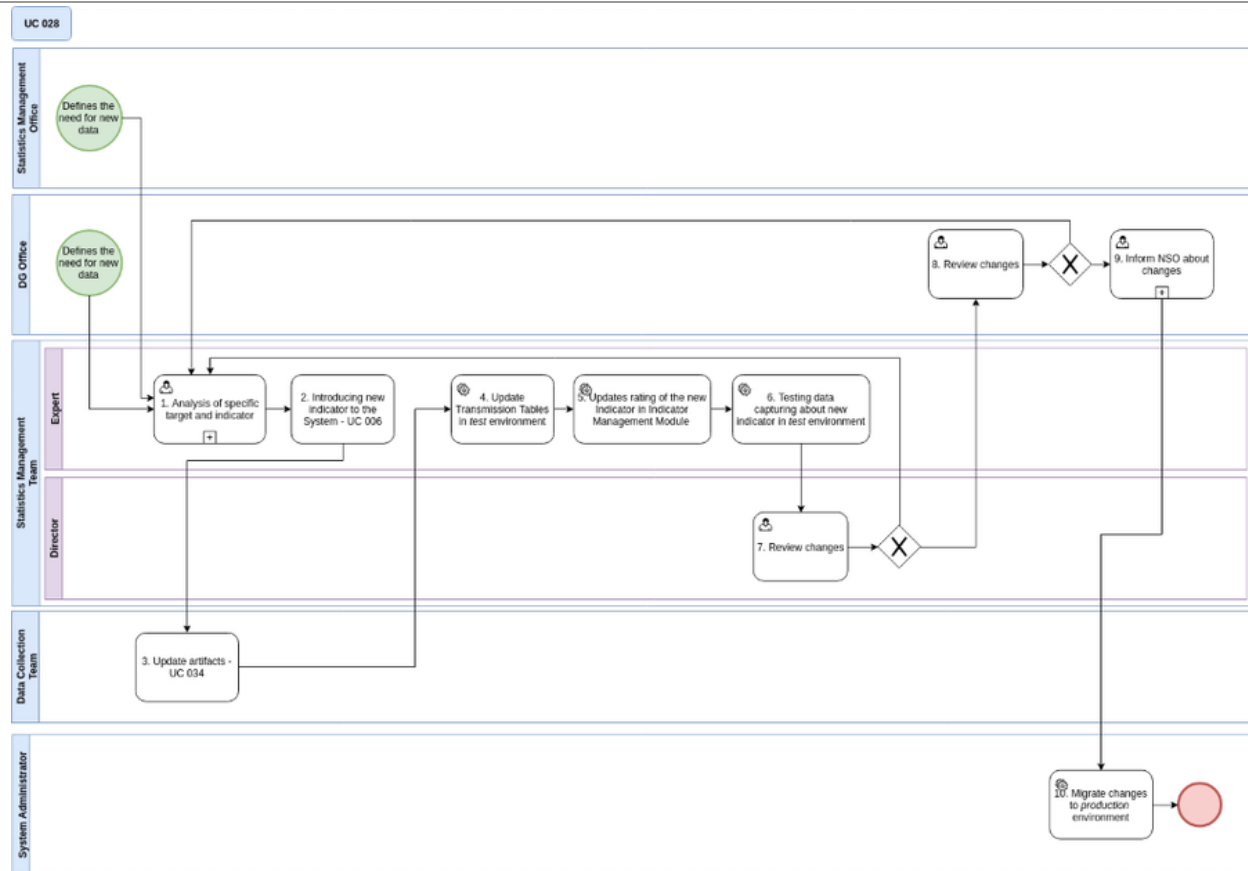 UC 028
Statistics Management
Office
Defines the
need for new
data
DG Office
Defines the
need for new
data
8. Review changes
X
9. Inform NSO about
changes
+
Statistics Management
Team
Expert
1. Analysis of specific
target and indicator
+
2. Introducing new
indicator to the
System - UC 006
4. Update
Transmission Tables
in test environment
5. Updates rating of the new
Indicator in Indicator
Management Module
6. Testing data
capturing about new
indicator in test environment
Director
7. Review changes
X
Data Collection
Team
3. Update artifacts -
UC 034
System Administrator
10. Migrate changes
to production
environment